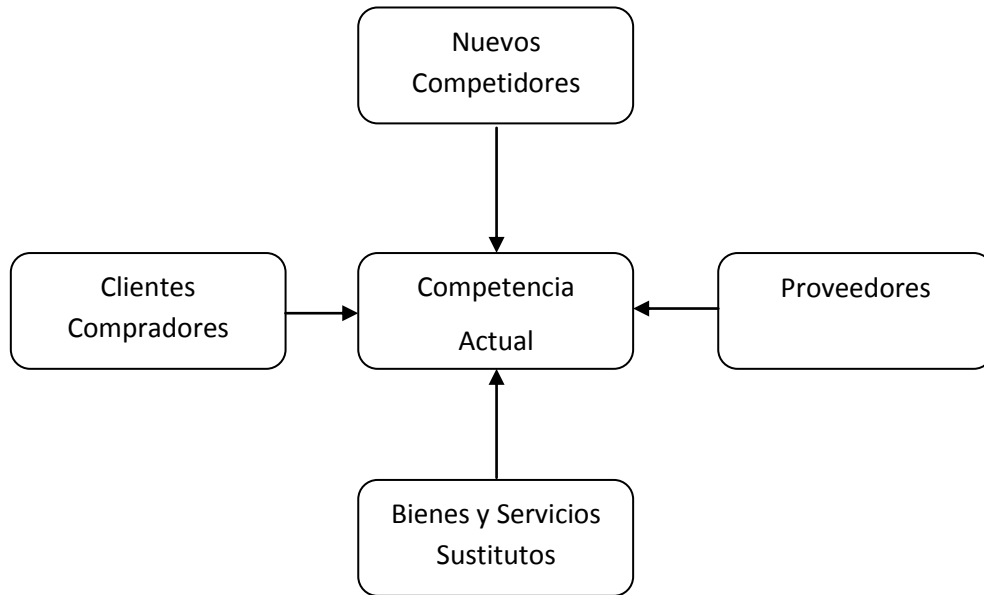 Nuevos
Competidores
Clientes
Compradores
Competencia
Actual
Proveedores
Bienes y Servicios
Sustitutos